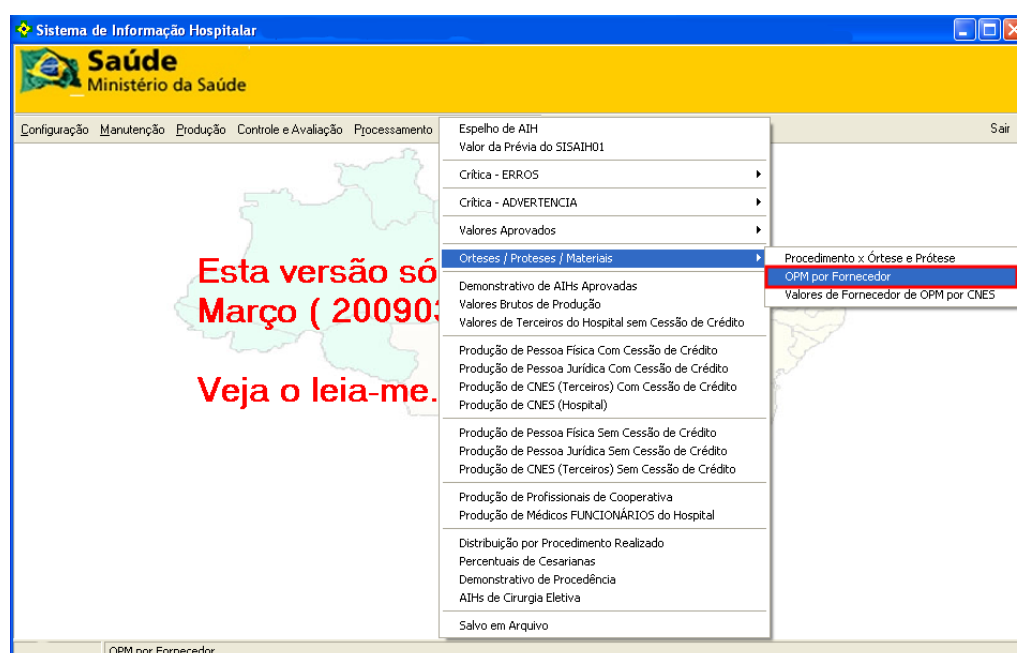 Sistema de Informação Hospitalar
Saúde
Ministério da Saúde
Configuração Manutenção Produção Controle e Avaliação Processamento Sair
Espelho de AIH
Valor da Prévia do SISAIH01
Crítica - ERROS
Crítica - ADVERTENCIA
Valores Aprovados
Orteses / Proteses / Materiais
Procedimento x Órtese e Prótese
OPM por Fornecedor
Valores de Fornecedor de OPM por CNES
Demonstrativo de AIHs Aprovadas
Valores Brutos de Produção
Valores de Terceiros do Hospital sem Cessão de Crédito
Produção de Pessoa Física Com Cessão de Crédito
Produção de Pessoa Jurídica Com Cessão de Crédito
Produção de CNES (Terceiros) Com Cessão de Crédito
Produção de CNES (Hospital)
Produção de Pessoa Física Sem Cessão de Crédito
Produção de Pessoa Jurídica Sem Cessão de Crédito
Produção de CNES (Terceiros) Sem Cessão de Crédito
Produção de Profissionais de Cooperativa
Produção de Médicos FUNCIONÁRIOS do Hospital
Distribuição por Procedimento Realizado
Percentuais de Cesarianas
Demonstrativo de Procedência
AIHs de Cirurgia Eletiva
Salvo em Arquivo
Esta versão só
Março ( 200903
Veja o leia-me.
OPM por Fornecedor